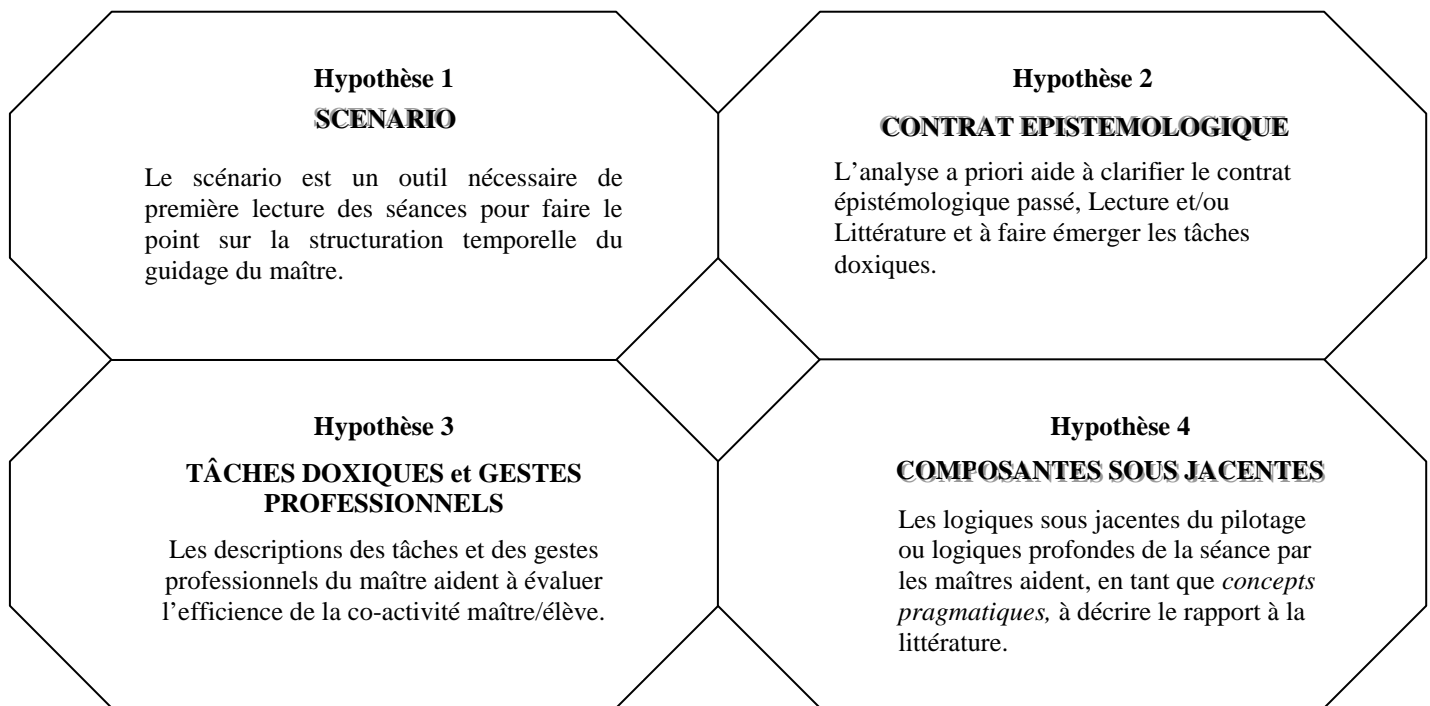 Hypothèse 1
SCENARIO
Le scénario est un outil nécessaire de
première lecture des séances pour faire le
point sur la structuration temporelle du
guidage du maître.
Hypothèse 2
CONTRAT EPISTEMOLOGIQUE
L'analyse a priori aide à clarifier le contrat
épistémologique passé, Lecture et/ou
Littérature et à faire émerger les tâches
doxiques.
Hypothèse 3
TÂCHES DOXIQUES et GESTES
PROFESSIONNELS
Les descriptions des tâches et des gestes
professionnels du maître aident à évaluer
l'efficience de la co-activité maître/élève.
Hypothèse 4
COMPOSANTES SOUS JACENTES
Les logiques sous jacentes du pilotage
ou logiques profondes de la séance par
les maîtres aident, en tant que concepts
pragmatiques, à décrire le rapport à la
littérature.